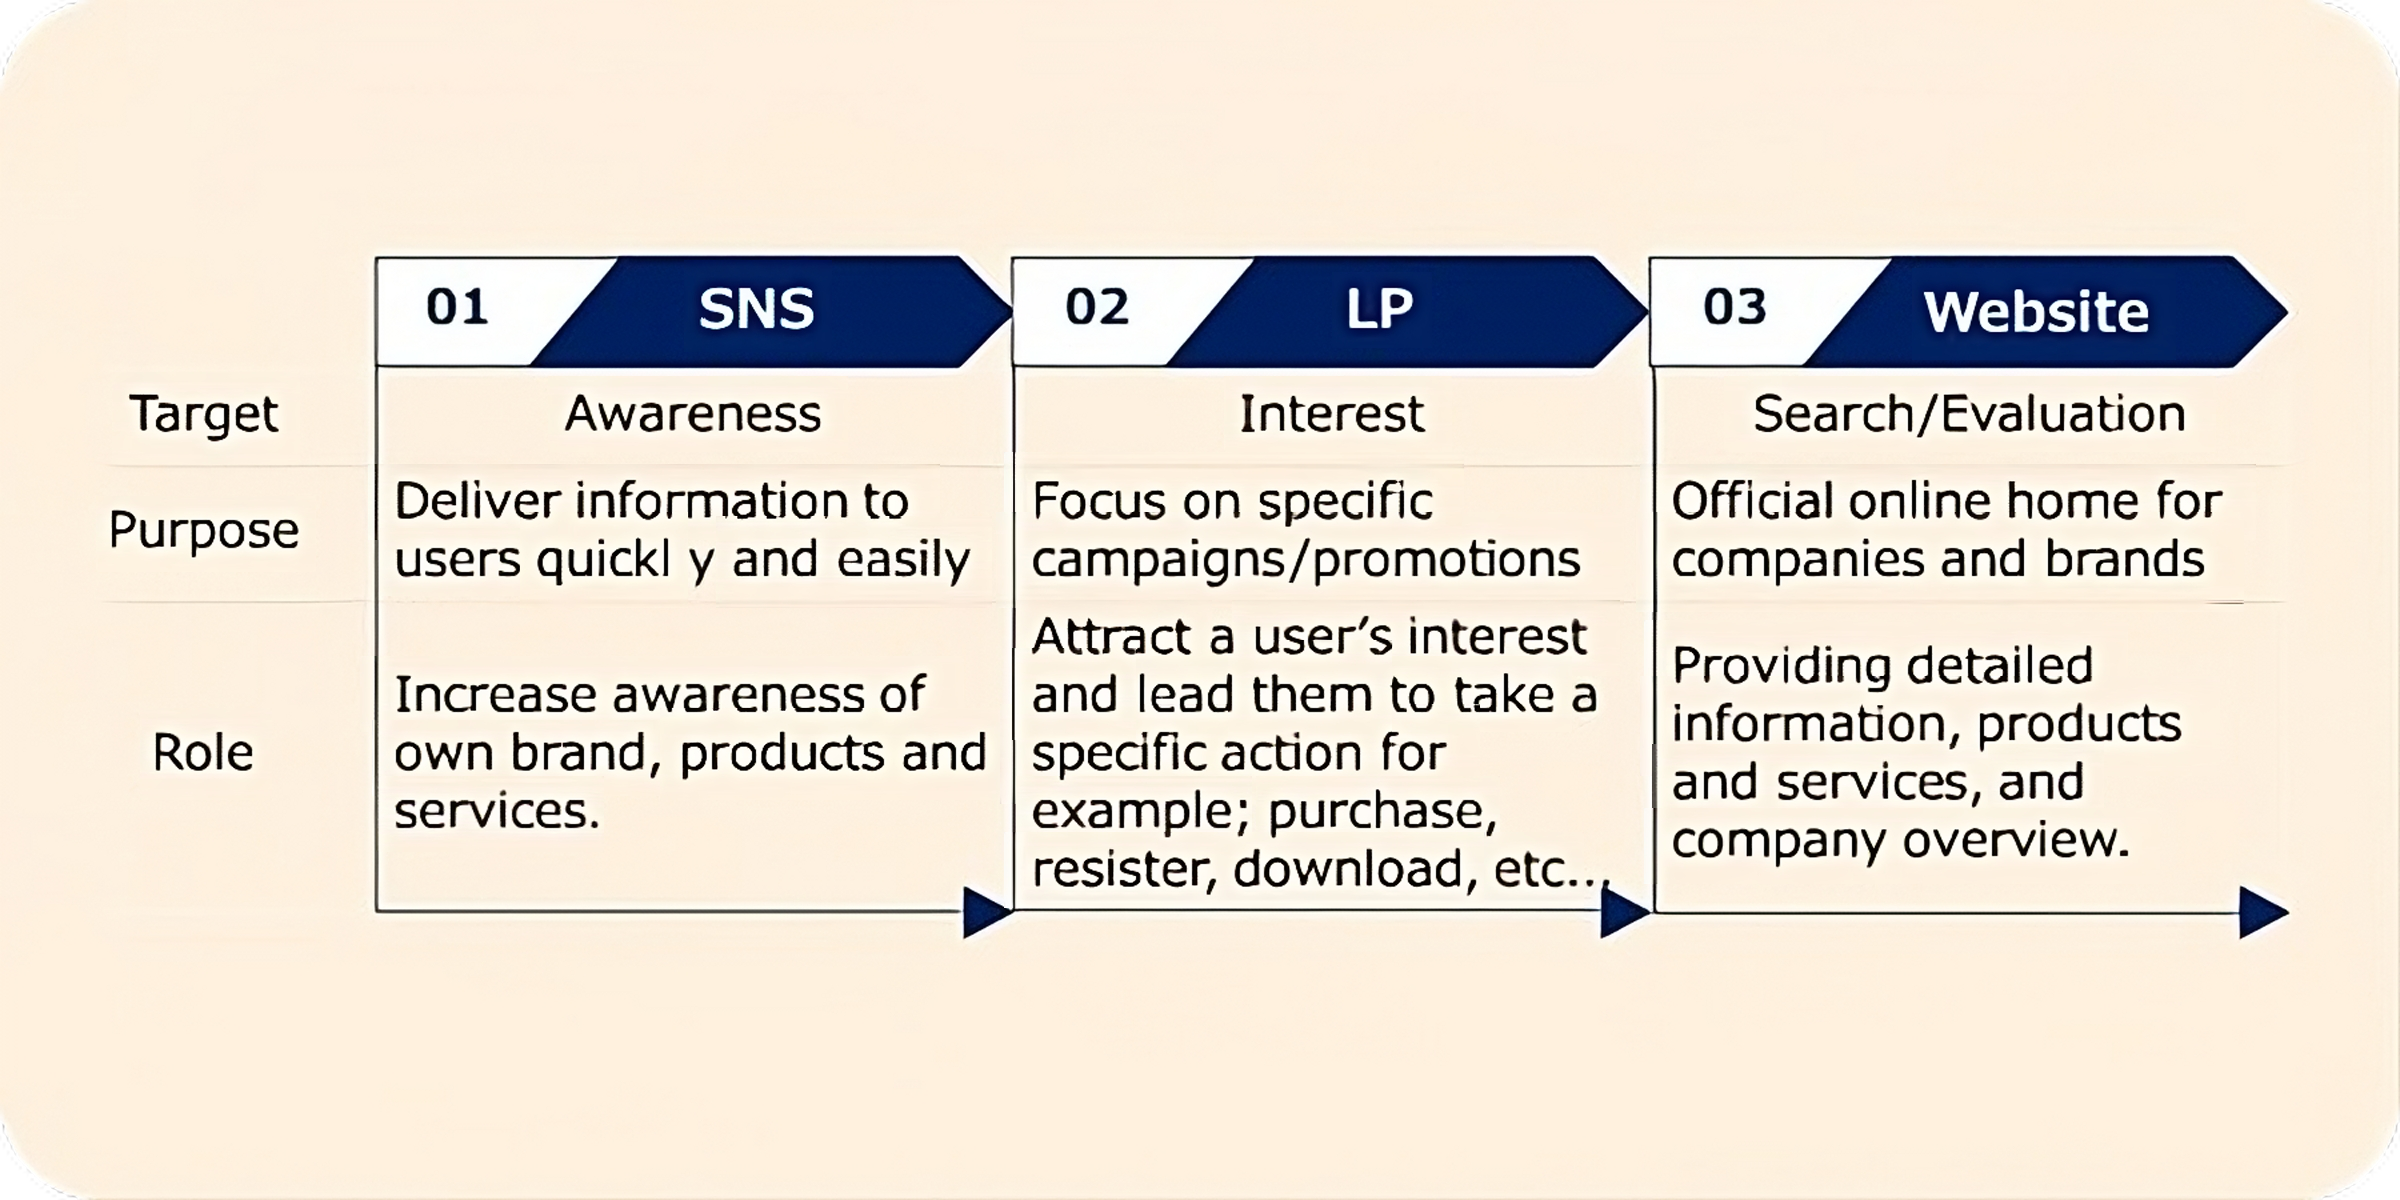 01 SNS 02 LP 03 Website
Target Awareness Interest Search/Evaluation
Purpose
Deliver information to
users quickl y and easily
Focus on specific
campaigns/promotions
Official online home for
companies and brands
Role
Increase awareness of
own brand, products and
services.
Attract a user's interest
and lead them to take a
specific action for
example; purchase,
resister, download, etc...
Providing detailed
information, products
and services, and
company overview.